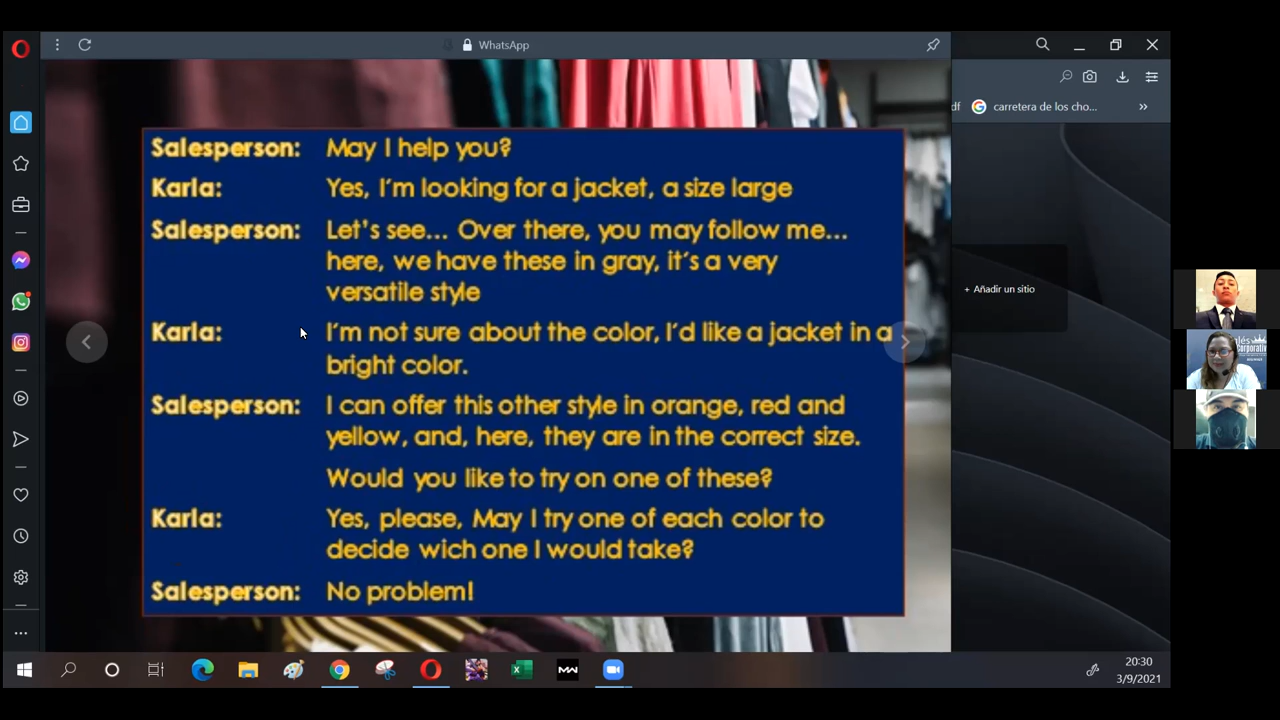 WhatsApp
df
carretera de los cho...
»
Salesperson: May I help you?
Karla: Yes, I´m looking for a jacket, a size large
Salesperson: Let's see... Over there, you may follow me...
here, we have these in gray, it´s a very
versatile style
Karla: I´m not sure about the color, I´d like a jacket in a
bright color.
Salesperson: I can offer this other style in orange, red and
yellow, and, here, they are in the correct size.
Would you like to try on one of these?
Karla: Yes, please, May I try one of each color to
decide wich one I would take?
Salesperson: No problem!
+ Añadir un sitio
20:30
3/9/2021